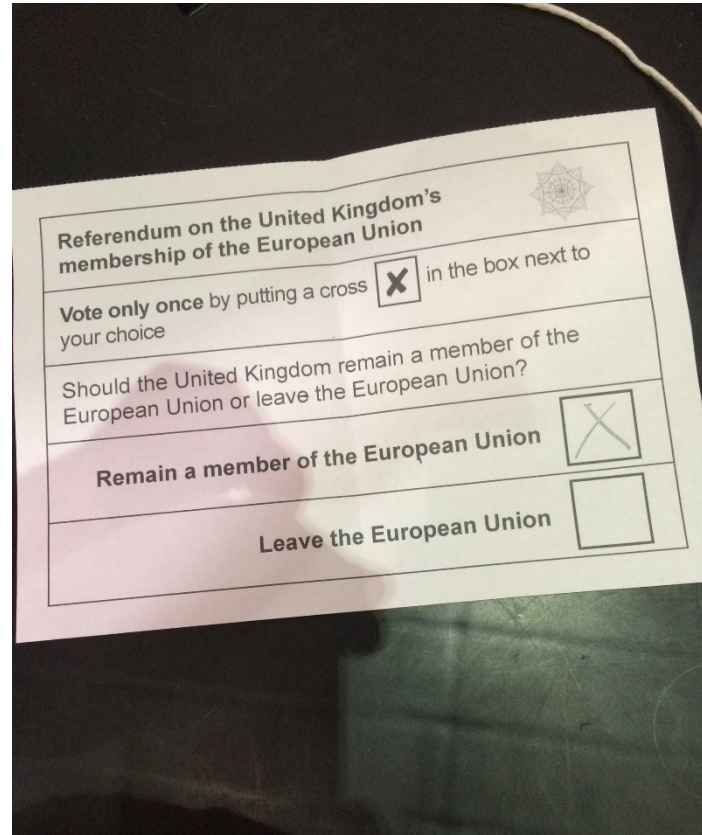 Referendum on the United Kingdom's
membership of the European Union
Vote only once by putting a cross X in the box next to
your choice
Should the United Kingdom remain a member of the
European Union or leave the European Union?
Remain a member of the European Union X
Leave the European Union